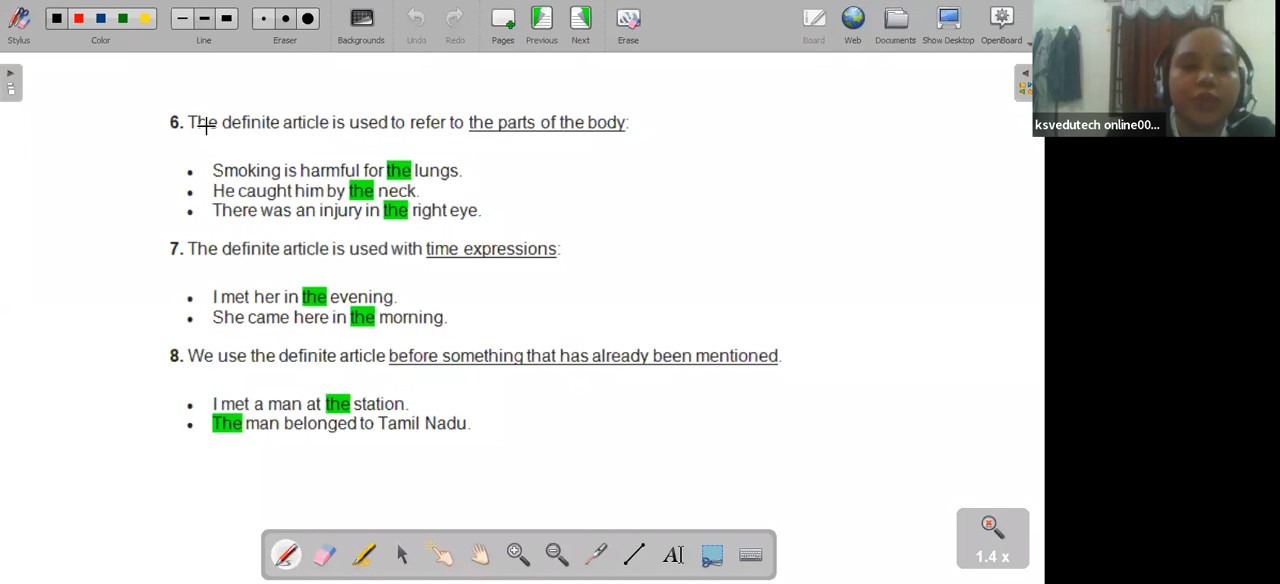 Stylus Color Line Eraser Backgrounds Undo Redo Pages Previous Next Erase Board Web Documents Show Desktop OpenBoard
ksvedutech online00...
6. The definite article is used to refer to the parts of the body:
• Smoking is harmful for the lungs.
• He caught him by the neck.
• There was an injury in the right eye.
7. The definite article is used with time expressions:
• I met her in the evening.
• She came here in the morning.
8. We use the definite article before something that has already been mentioned.
• I met a man at the station.
• The man belonged to Tamil Nadu.
AI
1.4 x